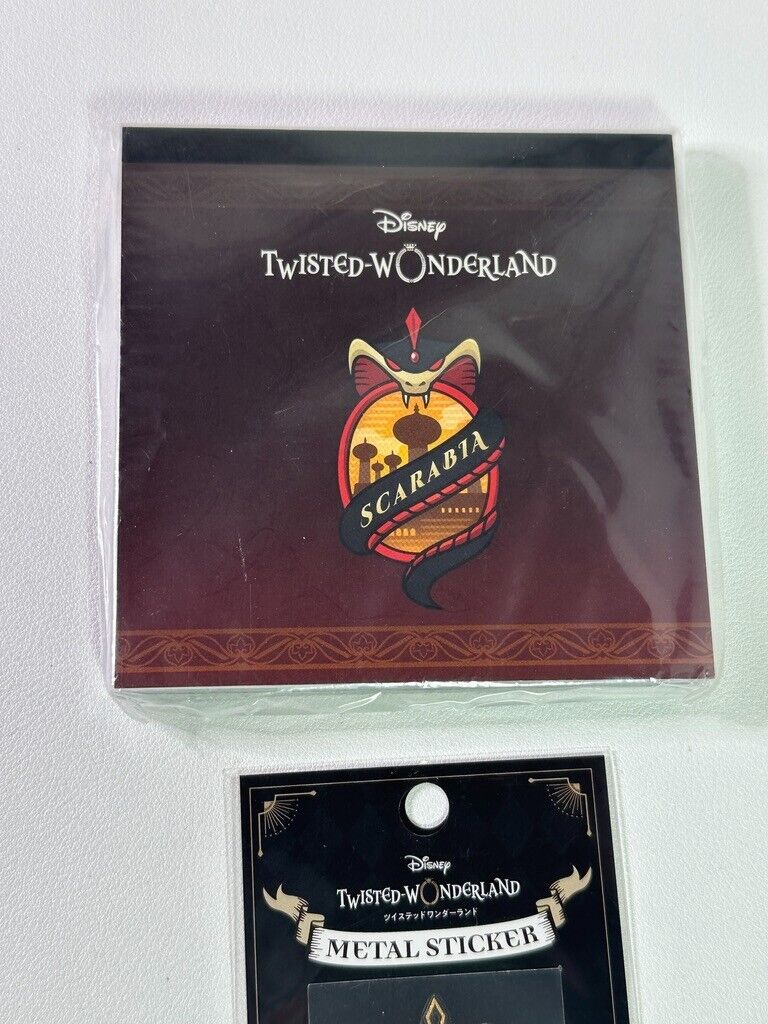 Disney
TWISTED-WONDERLAND
SCARABIA
Disney
TWISTED-WONDERLAND
ツイステッドワンダーランド
METAL STICKER